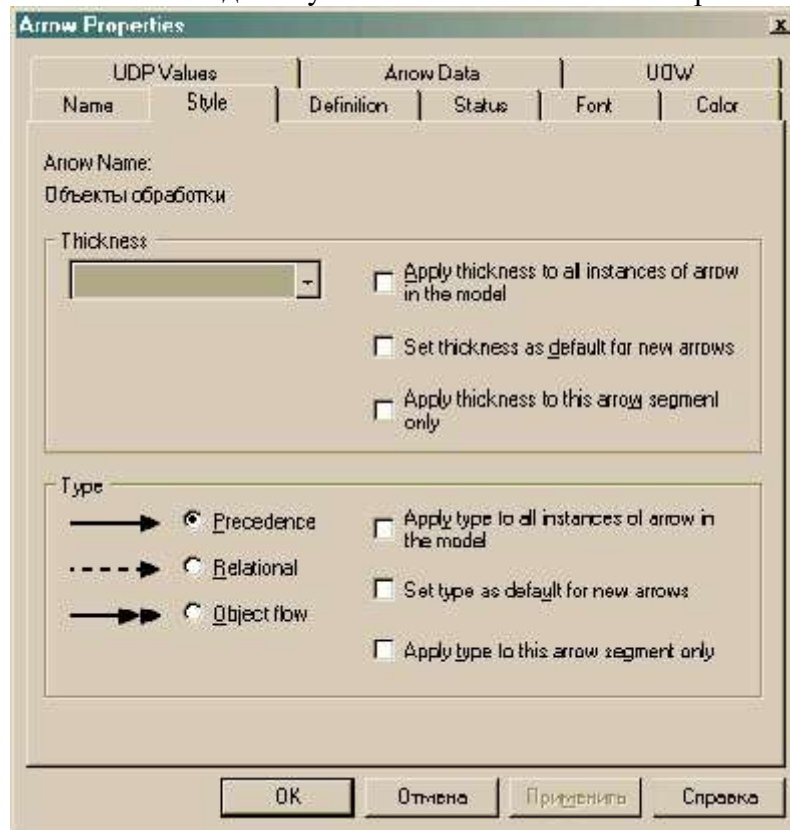 Arrow Properties
UDP Values Arrow Data UOW
Name Style Definition Status Font Color
Arrow Name:
Объекты обработки
Thickness
Apply thickness to all instances of arrow
in the model
Set thickness as default for new arrows
Apply thickness to this arrow segment
only
Type
Precedence
Apply type to all instances of arrow in
the model
Relational
Set type as default for new arrows
Object flow
Apply type to this arrow segment only
OK Отмена Применить Справка